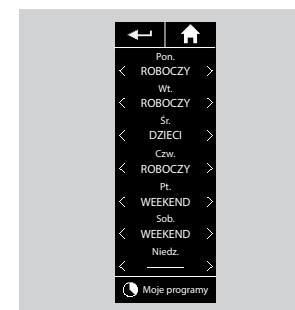 Pon.
ROBOCZY
Wt.
ROBOCZY
Śr.
DZIECI
Czw.
ROBOCZY
Pt.
WEEKEND
Sob.
WEEKEND
Niedz.
Moje programy